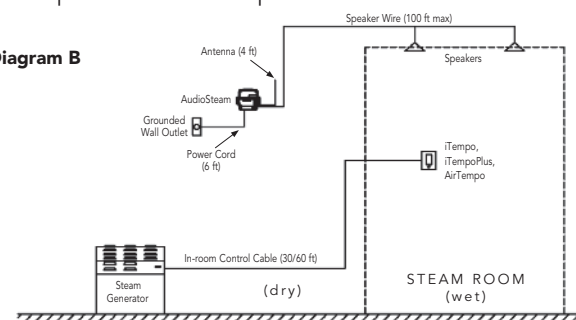 Diagram B
Speaker Wire (100 ft max)
Antenna (4 ft)
Speakers
AudioSteam
Grounded
Wall Outlet
Power Cord
(6 ft)
iTempo,
iTempoPlus,
AirTempo
In-room Control Cable (30/60 ft)
Steam
Generator
(dry)
STEAM ROOM
(wet)